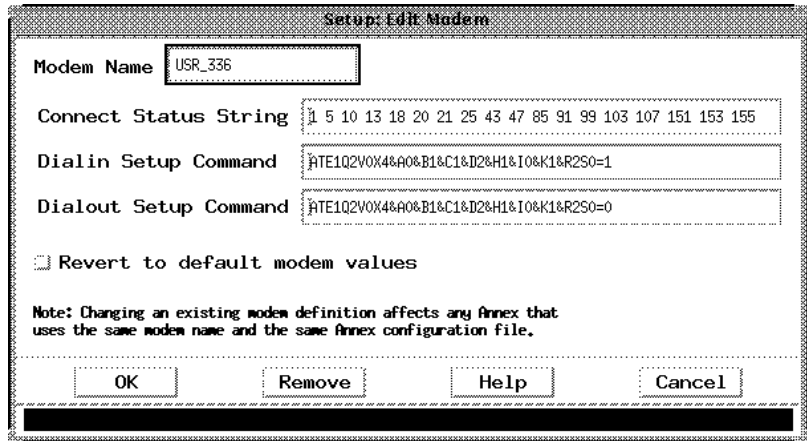 Setup: Edit Modem
Modem Name USR_336
Connect Status String 1 5 10 13 18 20 21 25 43 47 85 91 99 103 107 151 153 155
Dialin Setup Command ATE1Q2V0X4&A0&B1&C1&D2&H1&I0&K1&R2S0=1
Dialout Setup Command ATE1Q2V0X4&A0&B1&C1&D2&H1&I0&K1&R2S0=0
Revert to default modem values
Note: Changing an existing modem definition affects any Annex that
uses the same modem name and the same Annex configuration file.
OK Remove Help Cancel